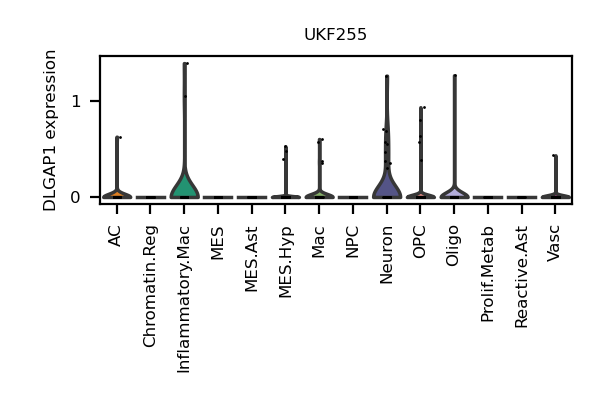 UKF255
DLGAP1 expression
1
0
AC
Chromatin.Reg
Inflammatory.Mac
MES
MES.Ast
MES.Hyp
Mac
NPC
Neuron
OPC
Oligo
Prolif.Metab
Reactive.Ast
Vasc